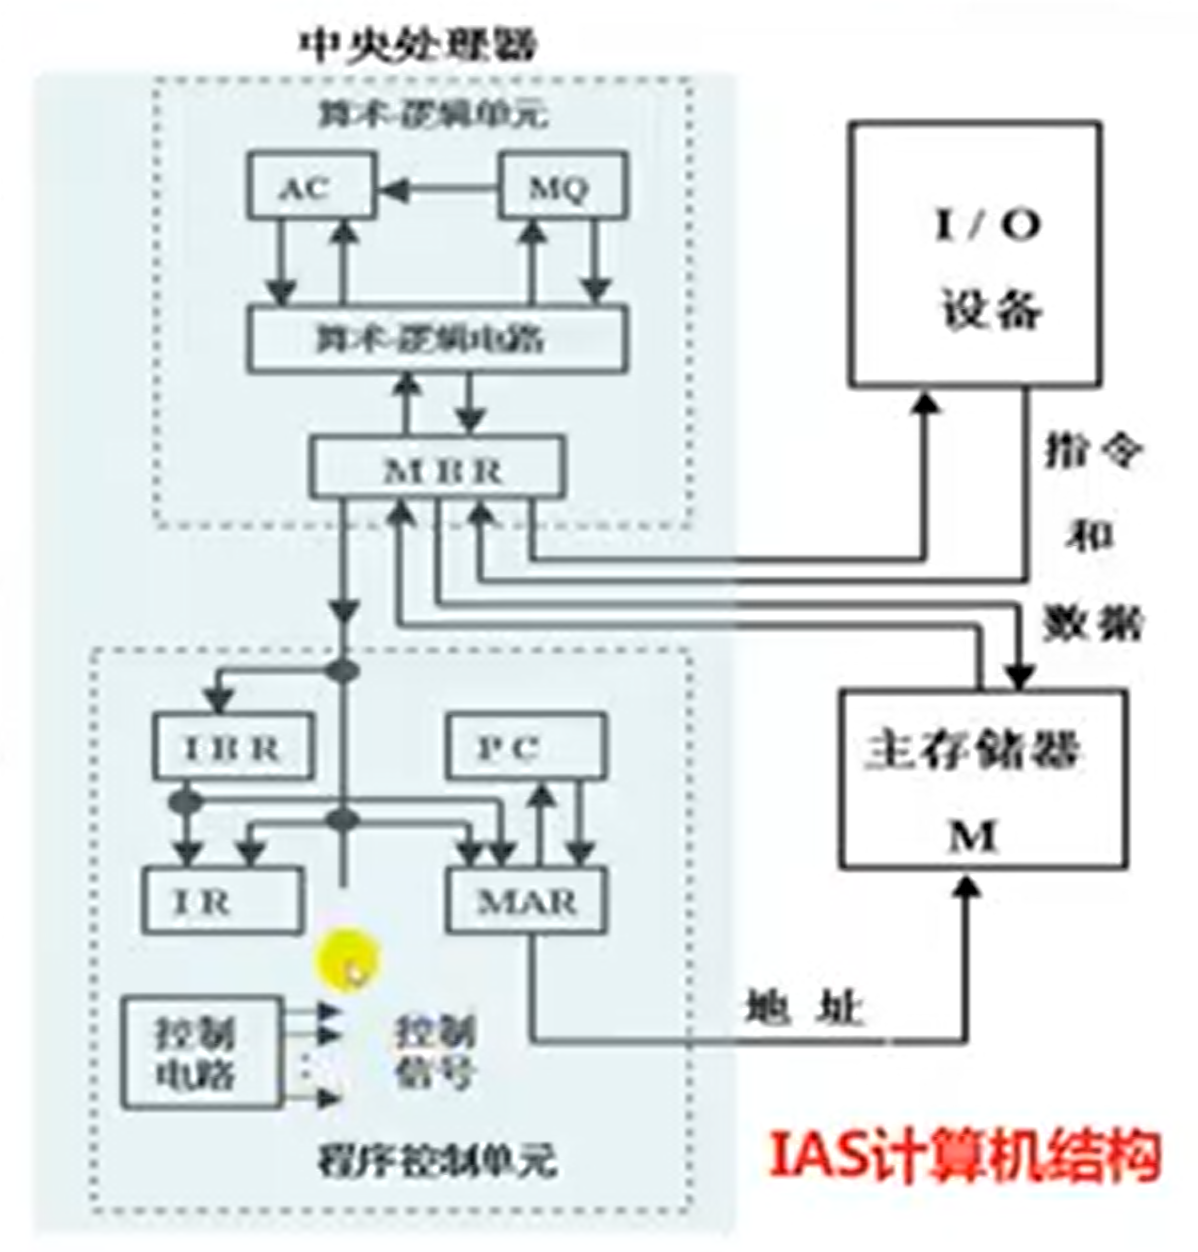 中央处理器
算术-逻辑单元
AC
MQ
算术-逻辑电路
MBR
I/O
设备
指令
和
数据
IBR
PC
主存储器
M
IR
MAR
地址
控制
电路
控制
信号
程序控制单元
IAS计算机结构